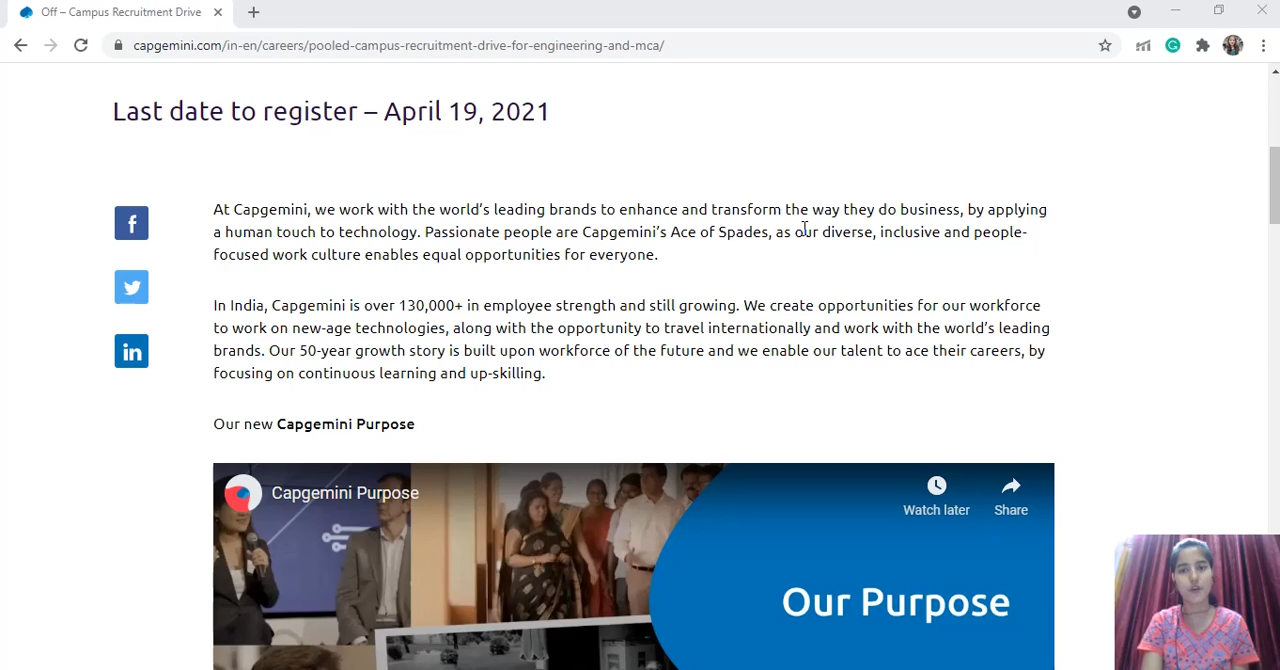 Off – Campus Recruitment Drive
capgemini.com/in-en/careers/pooled-campus-recruitment-drive-for-engineering-and-mca/
Last date to register – April 19, 2021
At Capgemini, we work with the world's leading brands to enhance and transform the way they do business, by applying
a human touch to technology. Passionate people are Capgemini's Ace of Spades, as our diverse, inclusive and people-
focused work culture enables equal opportunities for everyone.
In India, Capgemini is over 130,000+ in employee strength and still growing. We create opportunities for our workforce
to work on new-age technologies, along with the opportunity to travel internationally and work with the world's leading
brands. Our 50-year growth story is built upon workforce of the future and we enable our talent to ace their careers, by
focusing on continuous learning and up-skilling.
Our new Capgemini Purpose
Capgemini Purpose
Watch later
Share
Our Purpose